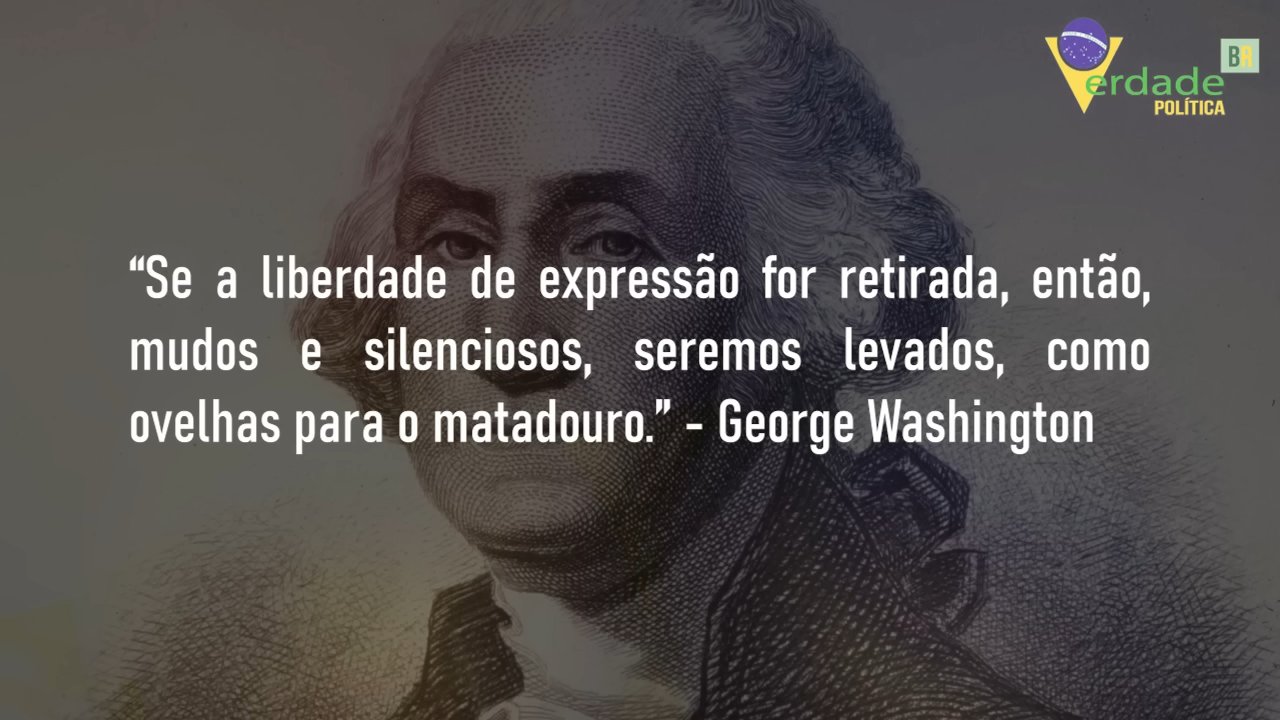 BR
Verdade
POLÍTICA
“Se a liberdade de expressão for retirada, então,
mudos e silenciosos, seremos levados, como
ovelhas para o matadouro.” - George Washington